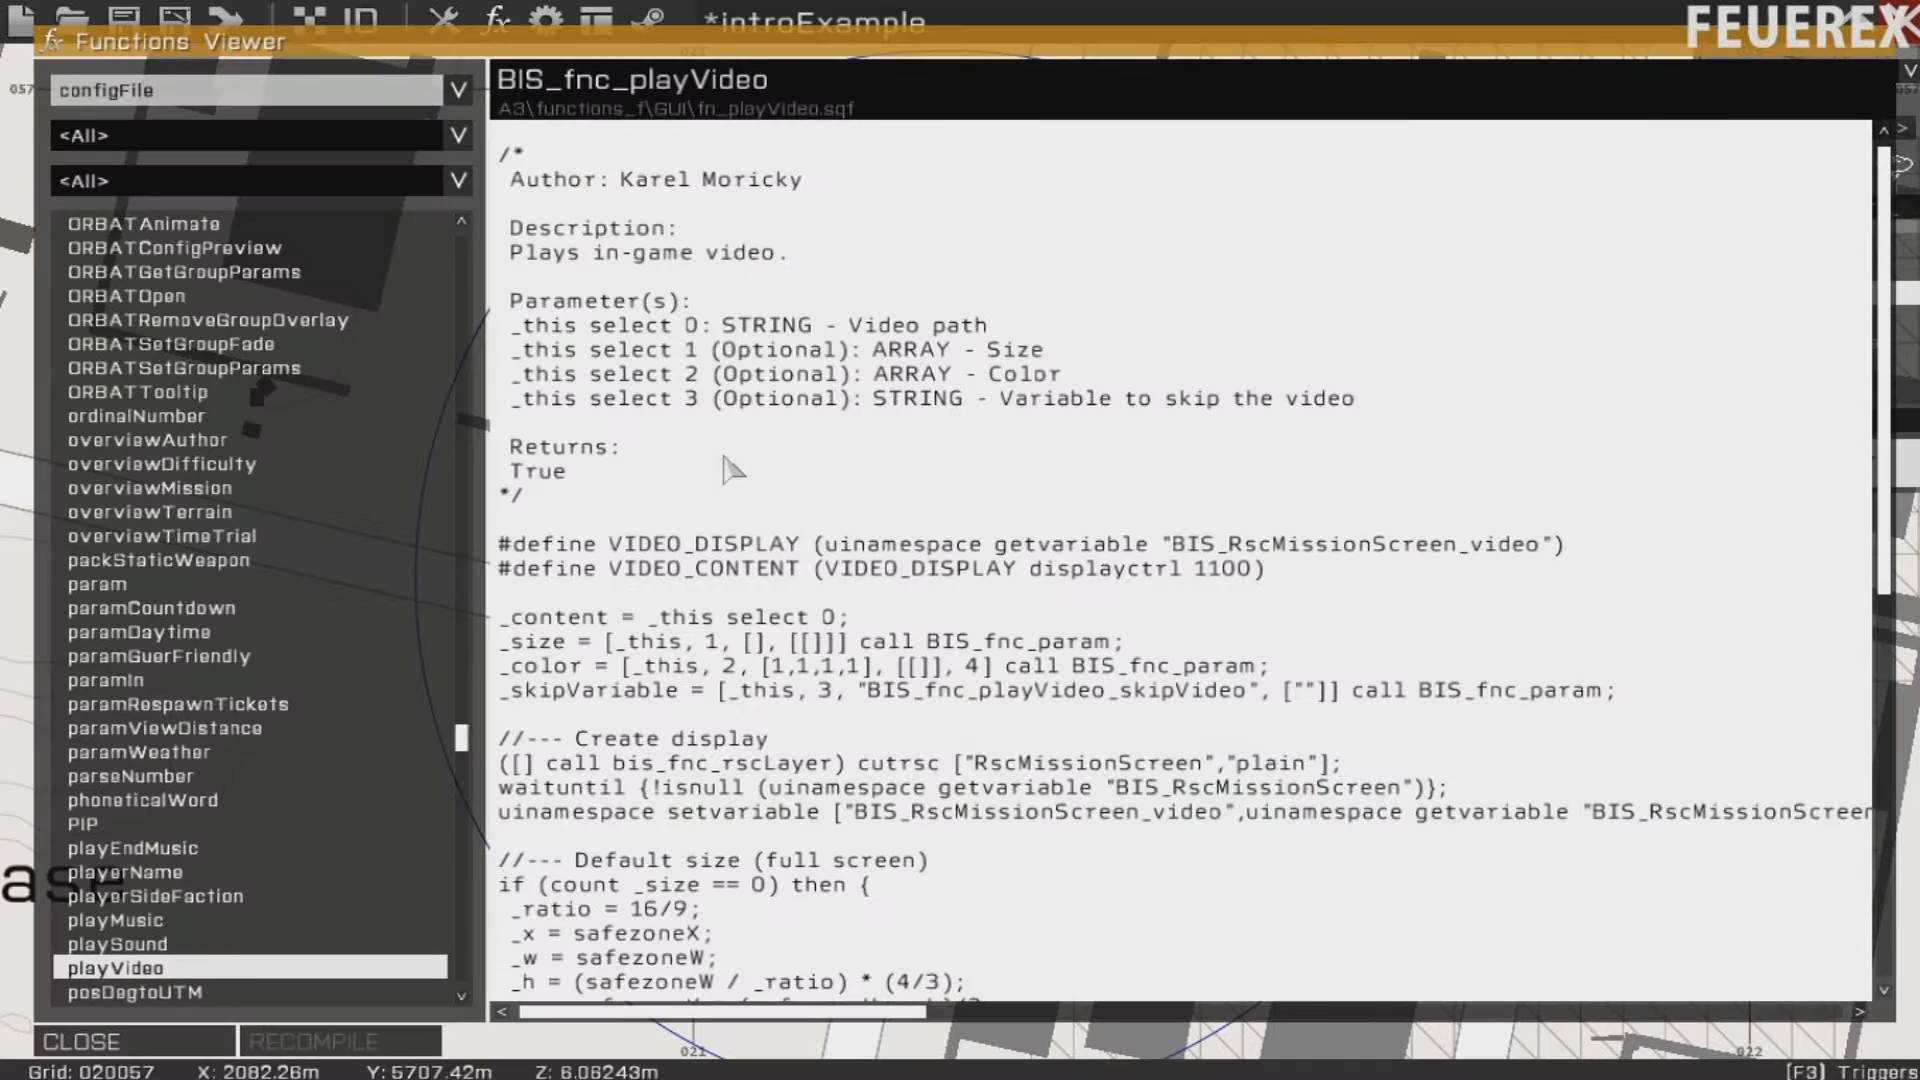 *introExample
FEUEREX
fx Functions Viewer
configFile
<All>
<All>
ORBATAnimate
ORBATConfigPreview
ORBATGetGroupParams
ORBATOpen
ORBATRemoveGroupOverlay
ORBATSetGroupFade
ORBATSetGroupParams
ORBATTooltip
ordinalNumber
overviewAuthor
overviewDifficulty
overviewMission
overviewTerrain
overviewTimeTrial
packStaticWeapon
param
paramCountdown
paramDaytime
paramGuerFriendly
paramIn
paramRespawnTickets
paramViewDistance
paramWeather
parseNumber
phoneticalWord
PIP
playEndMusic
playerName
playerSideFaction
playMusic
playSound
playVideo
posDegtoUTM
CLOSE
RECOMPILE
BIS_fnc_playVideo
A3\functions_f\GUI\fn_playVideo.sqf
/*
Author: Karel Moricky
Description:
Plays in-game video.
Parameter(s):
_this select 0: STRING - Video path
_this select 1 (Optional): ARRAY - Size
_this select 2 (Optional): ARRAY - Color
_this select 3 (Optional): STRING - Variable to skip the video
Returns:
True
*/
#define VIDEO_DISPLAY (uinamespace getvariable "BIS_RscMissionScreen_video")
#define VIDEO_CONTENT (VIDEO_DISPLAY displayctrl 1100)
_content = _this select 0;
_size = [_this, 1, [], [[]]] call BIS_fnc_param;
_color = [_this, 2, [1,1,1,1], [[]], 4] call BIS_fnc_param;
_skipVariable = [_this, 3, "BIS_fnc_playVideo_skipVideo", [""]] call BIS_fnc_param;
//--- Create display
([] call bis_fnc_rscLayer) cutrsc ["RscMissionScreen","plain"];
waituntil {!isnull (uinamespace getvariable "BIS_RscMissionScreen")};
uinamespace setvariable ["BIS_RscMissionScreen_video",uinamespace getvariable "BIS_RscMissionScreen
//--- Default size (full screen)
if (count _size == 0) then {
_ratio = 16/9;
_x = safezoneX;
_w = safezoneW;
_h = (safezoneW / _ratio) * (4/3);
057
ase
021
022
Grid: 020057 X: 2082.26m Y: 5707.42m Z: 6.06243m
[F3] Triggers